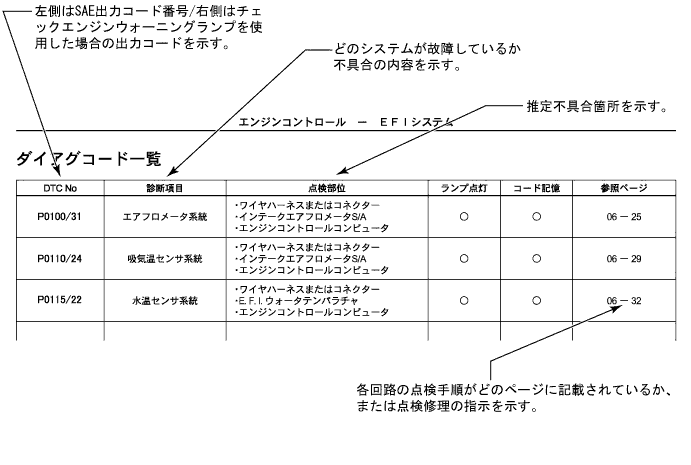 左側はSAE出力コード番号/右側はチェ
ックエンジンウォーニングランプを使
用した場合の出力コードを示す。
どのシステムが故障しているか
不具合の内容を示す。
推定不具合箇所を示す。
エンジンコントロール ー EFIシステム
ダイアグコード一覧
DTC No 診断項目 点検部位 ランプ点灯 コード記憶 参照ページ
P0100/31 エアフロメータ系統 ・ワイヤハーネスまたはコネクター ○ ○ 06－25
・インテークエアフロメータS/A
・エンジンコントロールコンピュータ
P0110/24 吸気温センサ系統 ・ワイヤハーネスまたはコネクター ○ ○ 06－29
・インテークエアフロメータS/A
・エンジンコントロールコンピュータ
P0115/22 水温センサ系統 ・ワイヤハーネスまたはコネクター ○ ○ 06－32
・E.F.I.ウォータテンパラチャ
・エンジンコントロールコンピュータ
各回路の点検手順がどのページに記載されているか、
または点検修理の指示を示す。